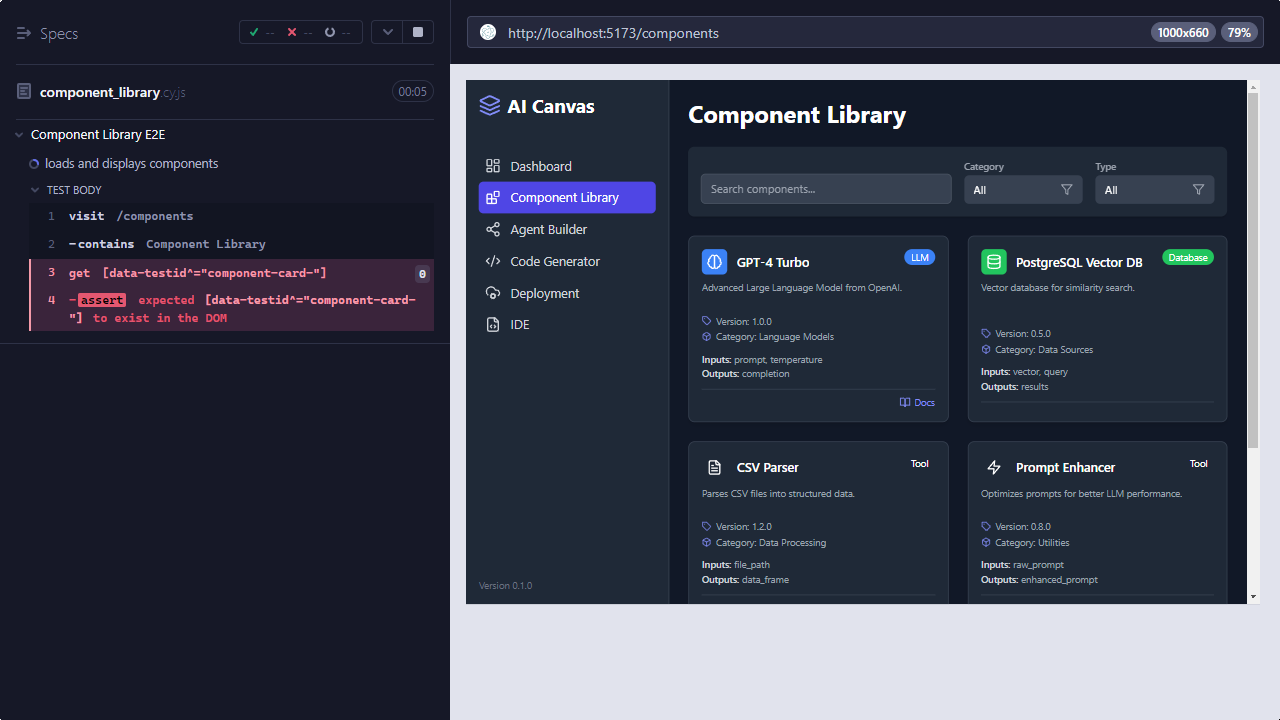 Specs
--
--
--
http://localhost:5173/components
1000x660
79%
component_library.cy.js
00:05
Component Library E2E
loads and displays components
TEST BODY
1 visit /components
2 -contains Component Library
3 get [data-testid^="component-card-"] 0
4 -assert expected [data-testid^="component-card-
"] to exist in the DOM
AI Canvas
Dashboard
Component Library
Agent Builder
Code Generator
Deployment
IDE
Version 0.1.0
Component Library
Search components...
Category
All
Type
All
GPT-4 Turbo
LLM
Advanced Large Language Model from OpenAI.
Version: 1.0.0
Category: Language Models
Inputs: prompt, temperature
Outputs: completion
Docs
PostgreSQL Vector DB
Database
Vector database for similarity search.
Version: 0.5.0
Category: Data Sources
Inputs: vector, query
Outputs: results
CSV Parser
Tool
Parses CSV files into structured data.
Version: 1.2.0
Category: Data Processing
Inputs: file_path
Outputs: data_frame
Prompt Enhancer
Tool
Optimizes prompts for better LLM performance.
Version: 0.8.0
Category: Utilities
Inputs: raw_prompt
Outputs: enhanced_prompt